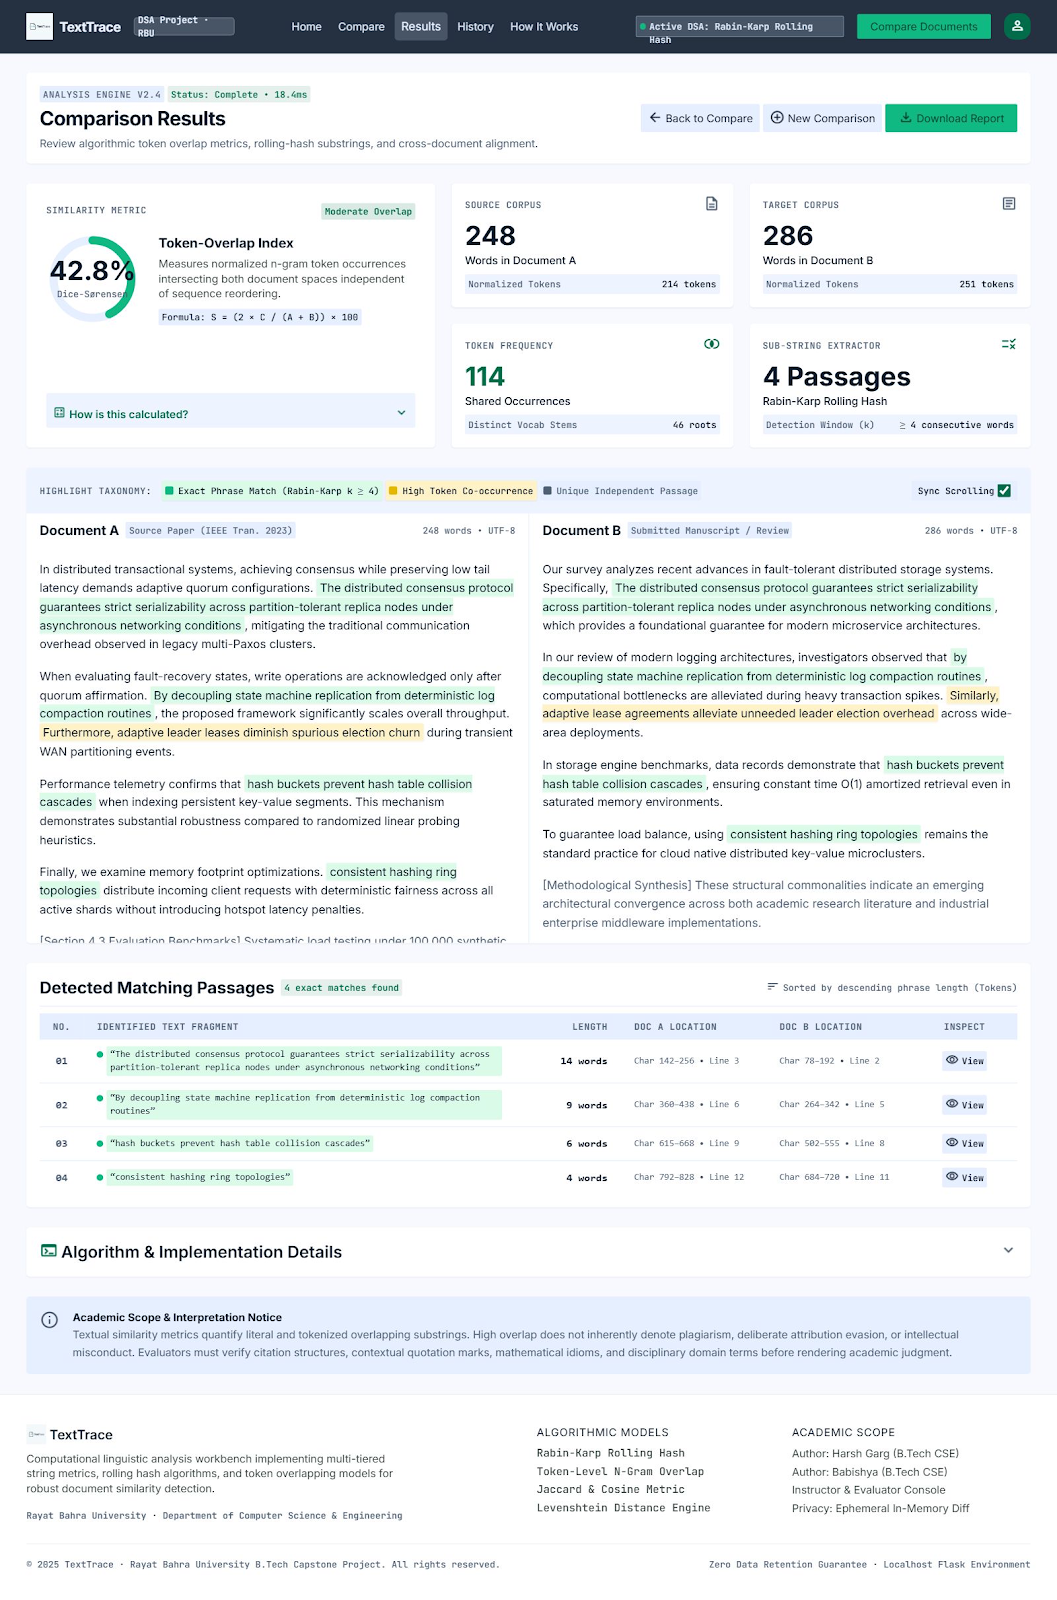 TextTrace
DSA Project ·
RBU
Home
Compare
Results
History
How It Works
Active DSA: Rabin-Karp Rolling
Hash
Compare Documents
ANALYSIS ENGINE V2.4
Status: Complete • 18.4ms
Comparison Results
Review algorithmic token overlap metrics, rolling-hash substrings, and cross-document alignment.
Back to Compare
New Comparison
Download Report
SIMILARITY METRIC
Moderate Overlap
42.8%
Dice-Sørensen
Token-Overlap Index
Measures normalized n-gram token occurrences
intersecting both document spaces independent
of sequence reordering.
Formula: S = (2 × C / (A + B)) × 100
How is this calculated?
SOURCE CORPUS
248
Words in Document A
Normalized Tokens 214 tokens
TARGET CORPUS
286
Words in Document B
Normalized Tokens 251 tokens
TOKEN FREQUENCY
114
Shared Occurrences
Distinct Vocab Stems 46 roots
SUB-STRING EXTRACTOR
4 Passages
Rabin-Karp Rolling Hash
Detection Window (k) ≥ 4 consecutive words
HIGHLIGHT TAXONOMY:
Exact Phrase Match (Rabin-Karp k ≥ 4)
High Token Co-occurrence
Unique Independent Passage
Sync Scrolling
Document A Source Paper (IEEE Tran. 2023) 248 words • UTF-8
In distributed transactional systems, achieving consensus while preserving low tail
latency demands adaptive quorum configurations. The distributed consensus protocol
guarantees strict serializability across partition-tolerant replica nodes under
asynchronous networking conditions , mitigating the traditional communication
overhead observed in legacy multi-Paxos clusters.
When evaluating fault-recovery states, write operations are acknowledged only after
quorum affirmation. By decoupling state machine replication from deterministic log
compaction routines , the proposed framework significantly scales overall throughput.
Furthermore, adaptive leader leases diminish spurious election churn during transient
WAN partitioning events.
Performance telemetry confirms that hash buckets prevent hash table collision
cascades when indexing persistent key-value segments. This mechanism
demonstrates substantial robustness compared to randomized linear probing
heuristics.
Finally, we examine memory footprint optimizations. consistent hashing ring
topologies distribute incoming client requests with deterministic fairness across all
active shards without introducing hotspot latency penalties.
[Section 4.3 Evaluation Benchmarks] Systematic load testing under 100,000 synthetic
Document B Submitted Manuscript / Review 286 words • UTF-8
Our survey analyzes recent advances in fault-tolerant distributed storage systems.
Specifically, The distributed consensus protocol guarantees strict serializability
across partition-tolerant replica nodes under asynchronous networking conditions ,
which provides a foundational guarantee for modern microservice architectures.
In our review of modern logging architectures, investigators observed that by
decoupling state machine replication from deterministic log compaction routines ,
computational bottlenecks are alleviated during heavy transaction spikes. Similarly,
adaptive lease agreements alleviate unneeded leader election overhead across wide-
area deployments.
In storage engine benchmarks, data records demonstrate that hash buckets prevent
hash table collision cascades , ensuring constant time O(1) amortized retrieval even in
saturated memory environments.
To guarantee load balance, using consistent hashing ring topologies remains the
standard practice for cloud native distributed key-value microclusters.
[Methodological Synthesis] These structural commonalities indicate an emerging
architectural convergence across both academic research literature and industrial
enterprise middleware implementations.
Detected Matching Passages 4 exact matches found
Sorted by descending phrase length (Tokens)
NO. IDENTIFIED TEXT FRAGMENT LENGTH DOC A LOCATION DOC B LOCATION INSPECT
01 “The distributed consensus protocol guarantees strict serializability across
partition-tolerant replica nodes under asynchronous networking conditions” 14 words Char 142–256 • Line 3 Char 78–192 • Line 2 View
02 “By decoupling state machine replication from deterministic log compaction
routines” 9 words Char 360–438 • Line 6 Char 264–342 • Line 5 View
03 “hash buckets prevent hash table collision cascades” 6 words Char 615–668 • Line 9 Char 502–555 • Line 8 View
04 “consistent hashing ring topologies” 4 words Char 792–828 • Line 12 Char 684–720 • Line 11 View
Algorithm & Implementation Details
Academic Scope & Interpretation Notice
Textual similarity metrics quantify literal and tokenized overlapping substrings. High overlap does not inherently denote plagiarism, deliberate attribution evasion, or intellectual
misconduct. Evaluators must verify citation structures, contextual quotation marks, mathematical idioms, and disciplinary domain terms before rendering academic judgment.
TextTrace
Computational linguistic analysis workbench implementing multi-tiered
string metrics, rolling hash algorithms, and token overlapping models for
robust document similarity detection.
Rayat Bahra University · Department of Computer Science & Engineering
ALGORITHMIC MODELS
Rabin-Karp Rolling Hash
Token-Level N-Gram Overlap
Jaccard & Cosine Metric
Levenshtein Distance Engine
ACADEMIC SCOPE
Author: Harsh Garg (B.Tech CSE)
Author: Babishya (B.Tech CSE)
Instructor & Evaluator Console
Privacy: Ephemeral In-Memory Diff
© 2025 TextTrace · Rayat Bahra University B.Tech Capstone Project. All rights reserved.
Zero Data Retention Guarantee · Localhost Flask Environment